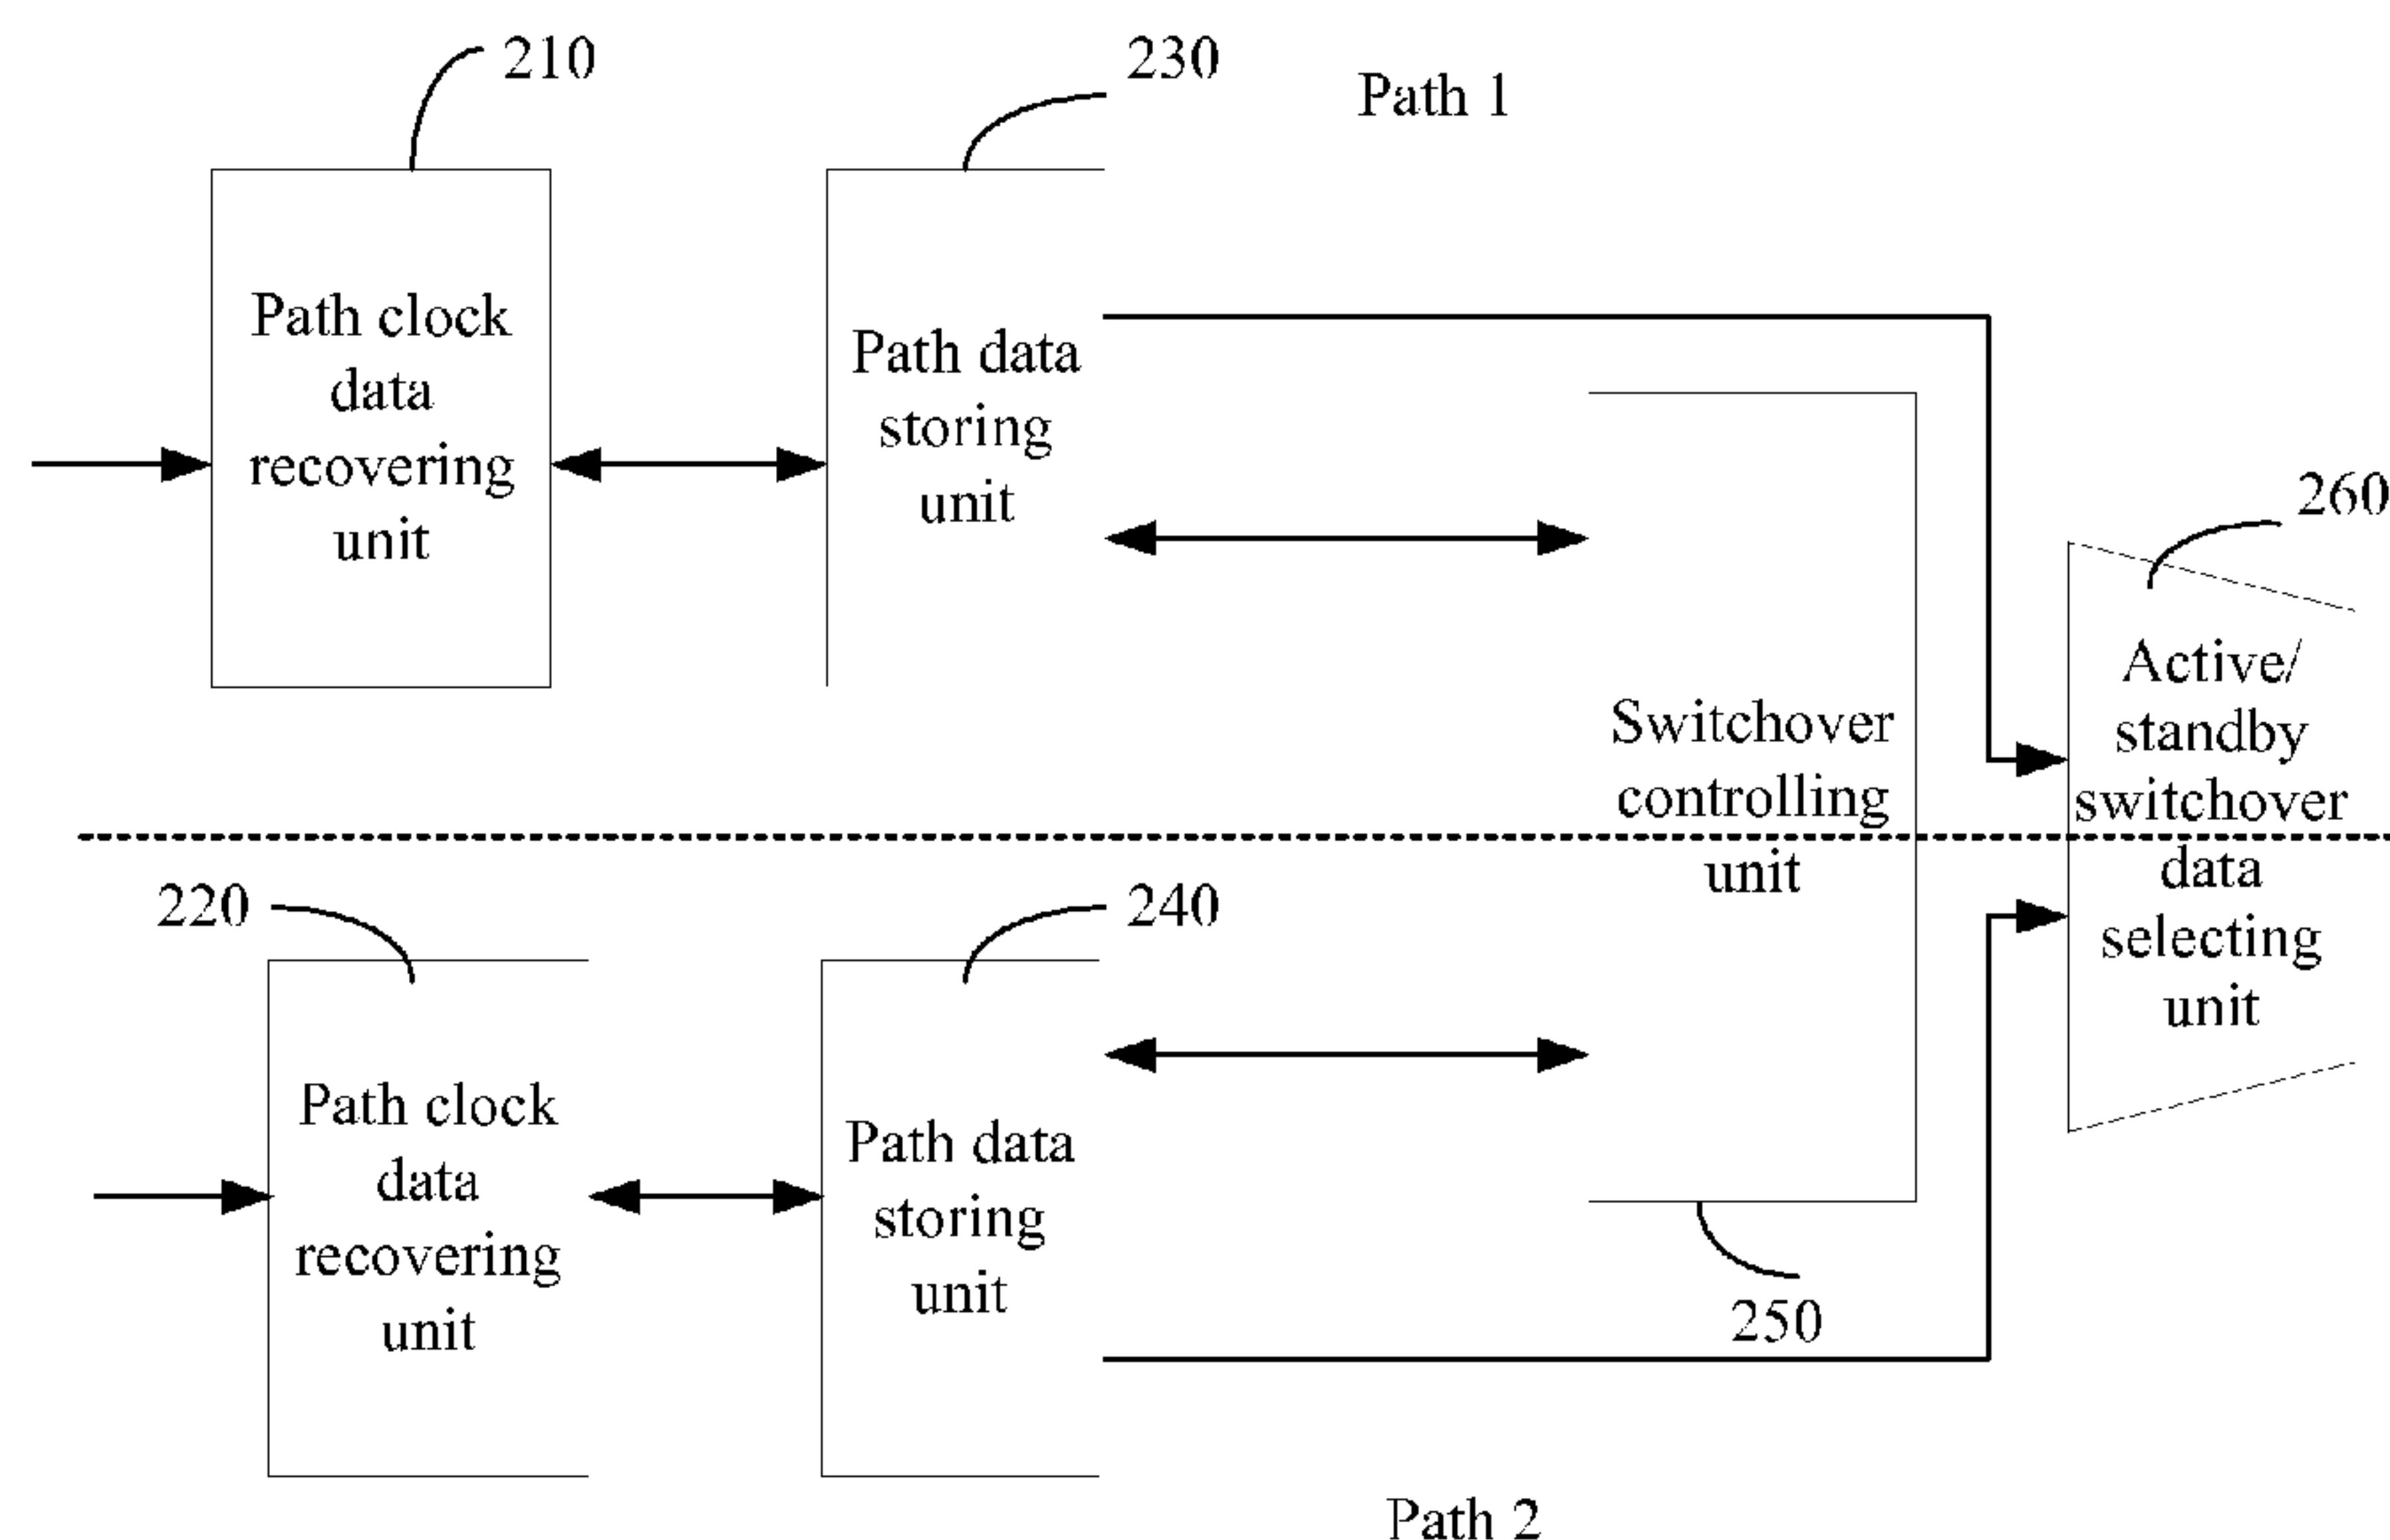 210
230
Path 1
Path clock
data
recovering
unit
Path data
storing
unit
260
Switchover
controlling
unit
Active/
standby
switchover
data
selecting
unit
220
240
Path clock
data
recovering
unit
Path data
storing
unit
250
Path 2